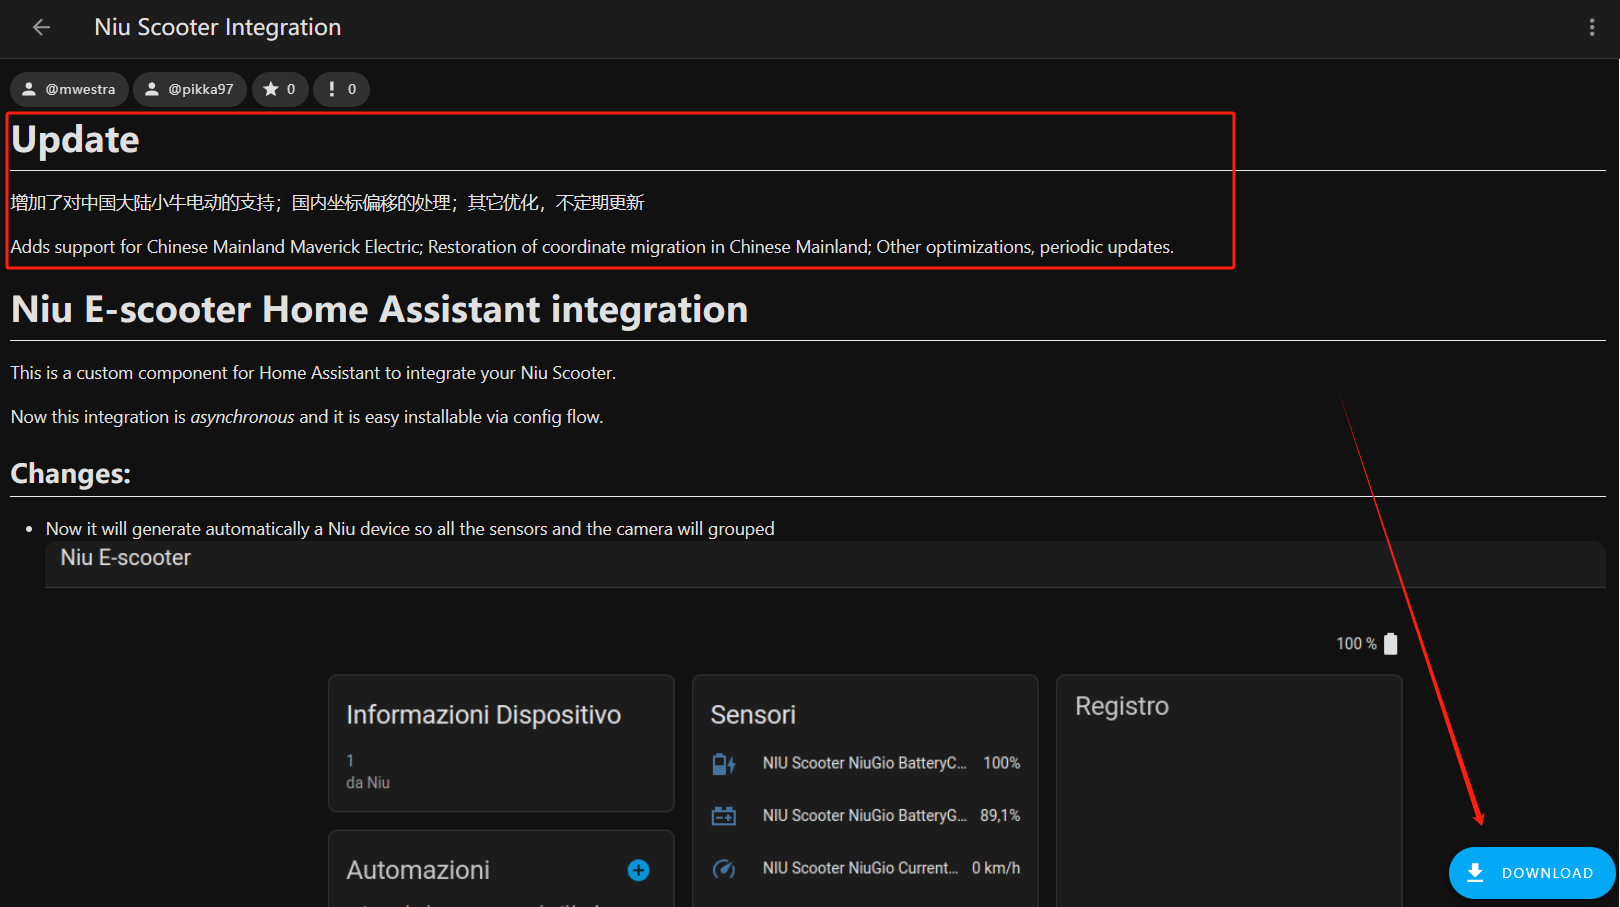 Niu Scooter Integration
@mwestra @pikka97 0 0
Update
增加了对中国大陆小牛电动的支持；国内坐标偏移的处理；其它优化，不定期更新
Adds support for Chinese Mainland Maverick Electric; Restoration of coordinate migration in Chinese Mainland; Other optimizations, periodic updates.
Niu E-scooter Home Assistant integration
This is a custom component for Home Assistant to integrate your Niu Scooter.
Now this integration is asynchronous and it is easy installable via config flow.
Changes:
• Now it will generate automatically a Niu device so all the sensors and the camera will grouped
Niu E-scooter
100 %
Informazioni Dispositivo
1
da Niu
Automazioni
Sensori
NIU Scooter NiuGio BatteryC... 100%
NIU Scooter NiuGio BatteryG... 89,1%
NIU Scooter NiuGio Current... 0 km/h
Registro
DOWNLOAD